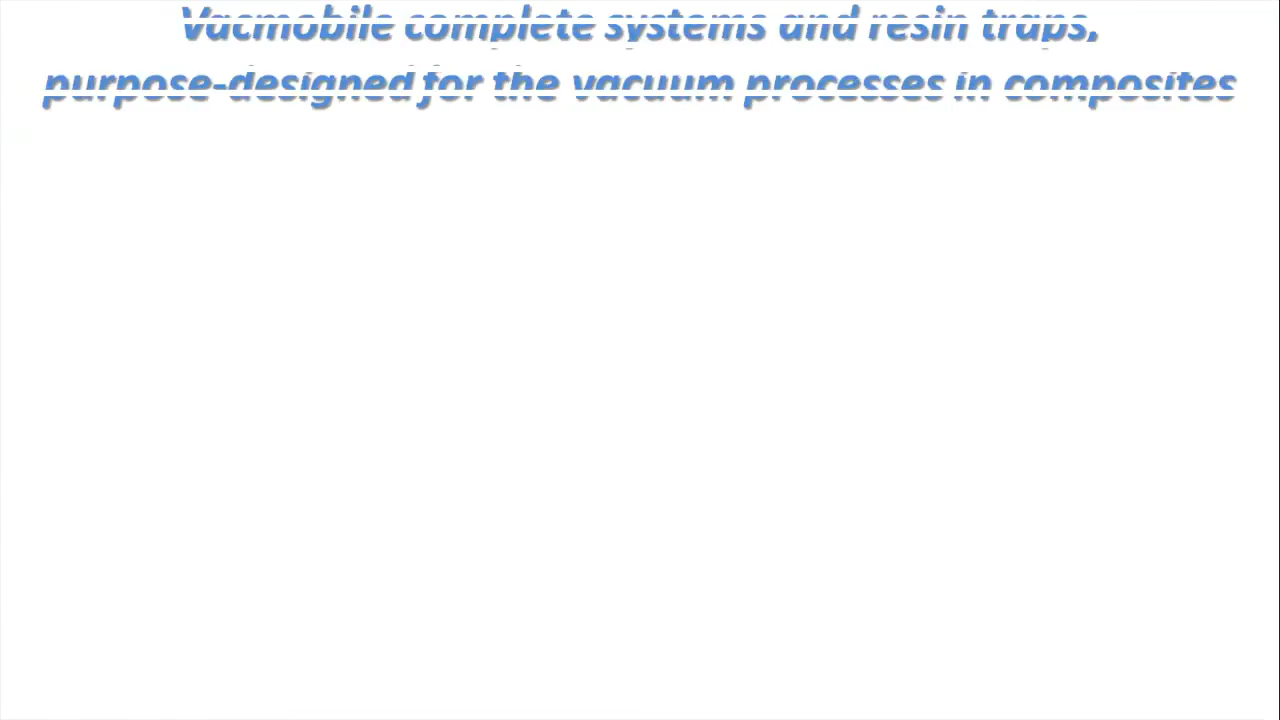 Vacmobile complete systems and resin traps,
purpose-designed for the vacuum processes in composites